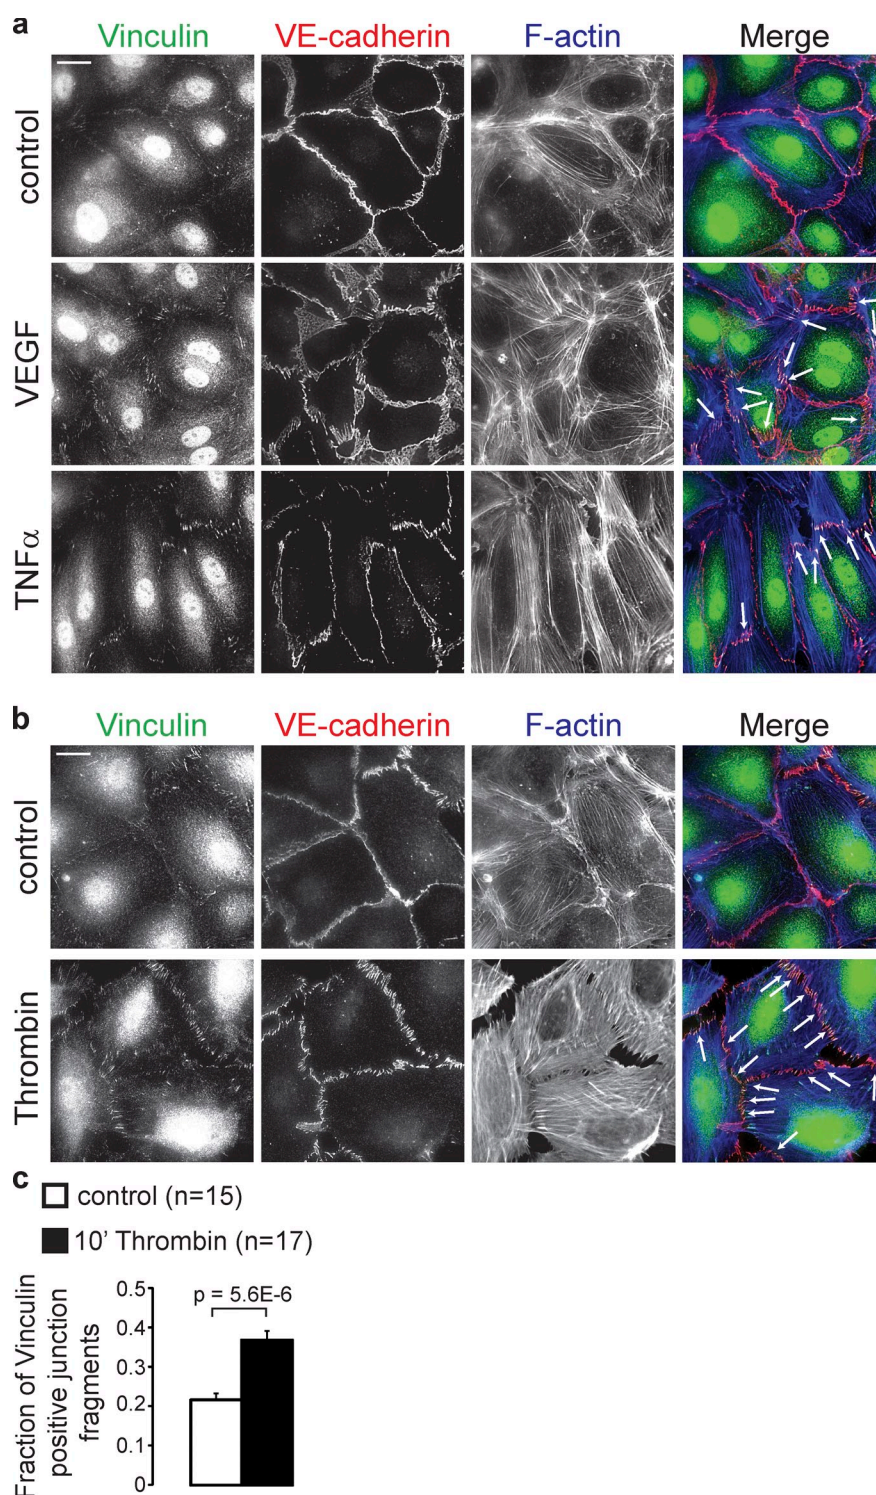 a
Vinculin VE-cadherin F-actin Merge
control
VEGF
TNFα
b
Vinculin VE-cadherin F-actin Merge
control
Thrombin
c
control (n=15)
10’ Thrombin (n=17)
Fraction of Vinculin
positive junction
fragments
0.5
0.4
0.3
0.2
0.1
0
p = 5.6E-6